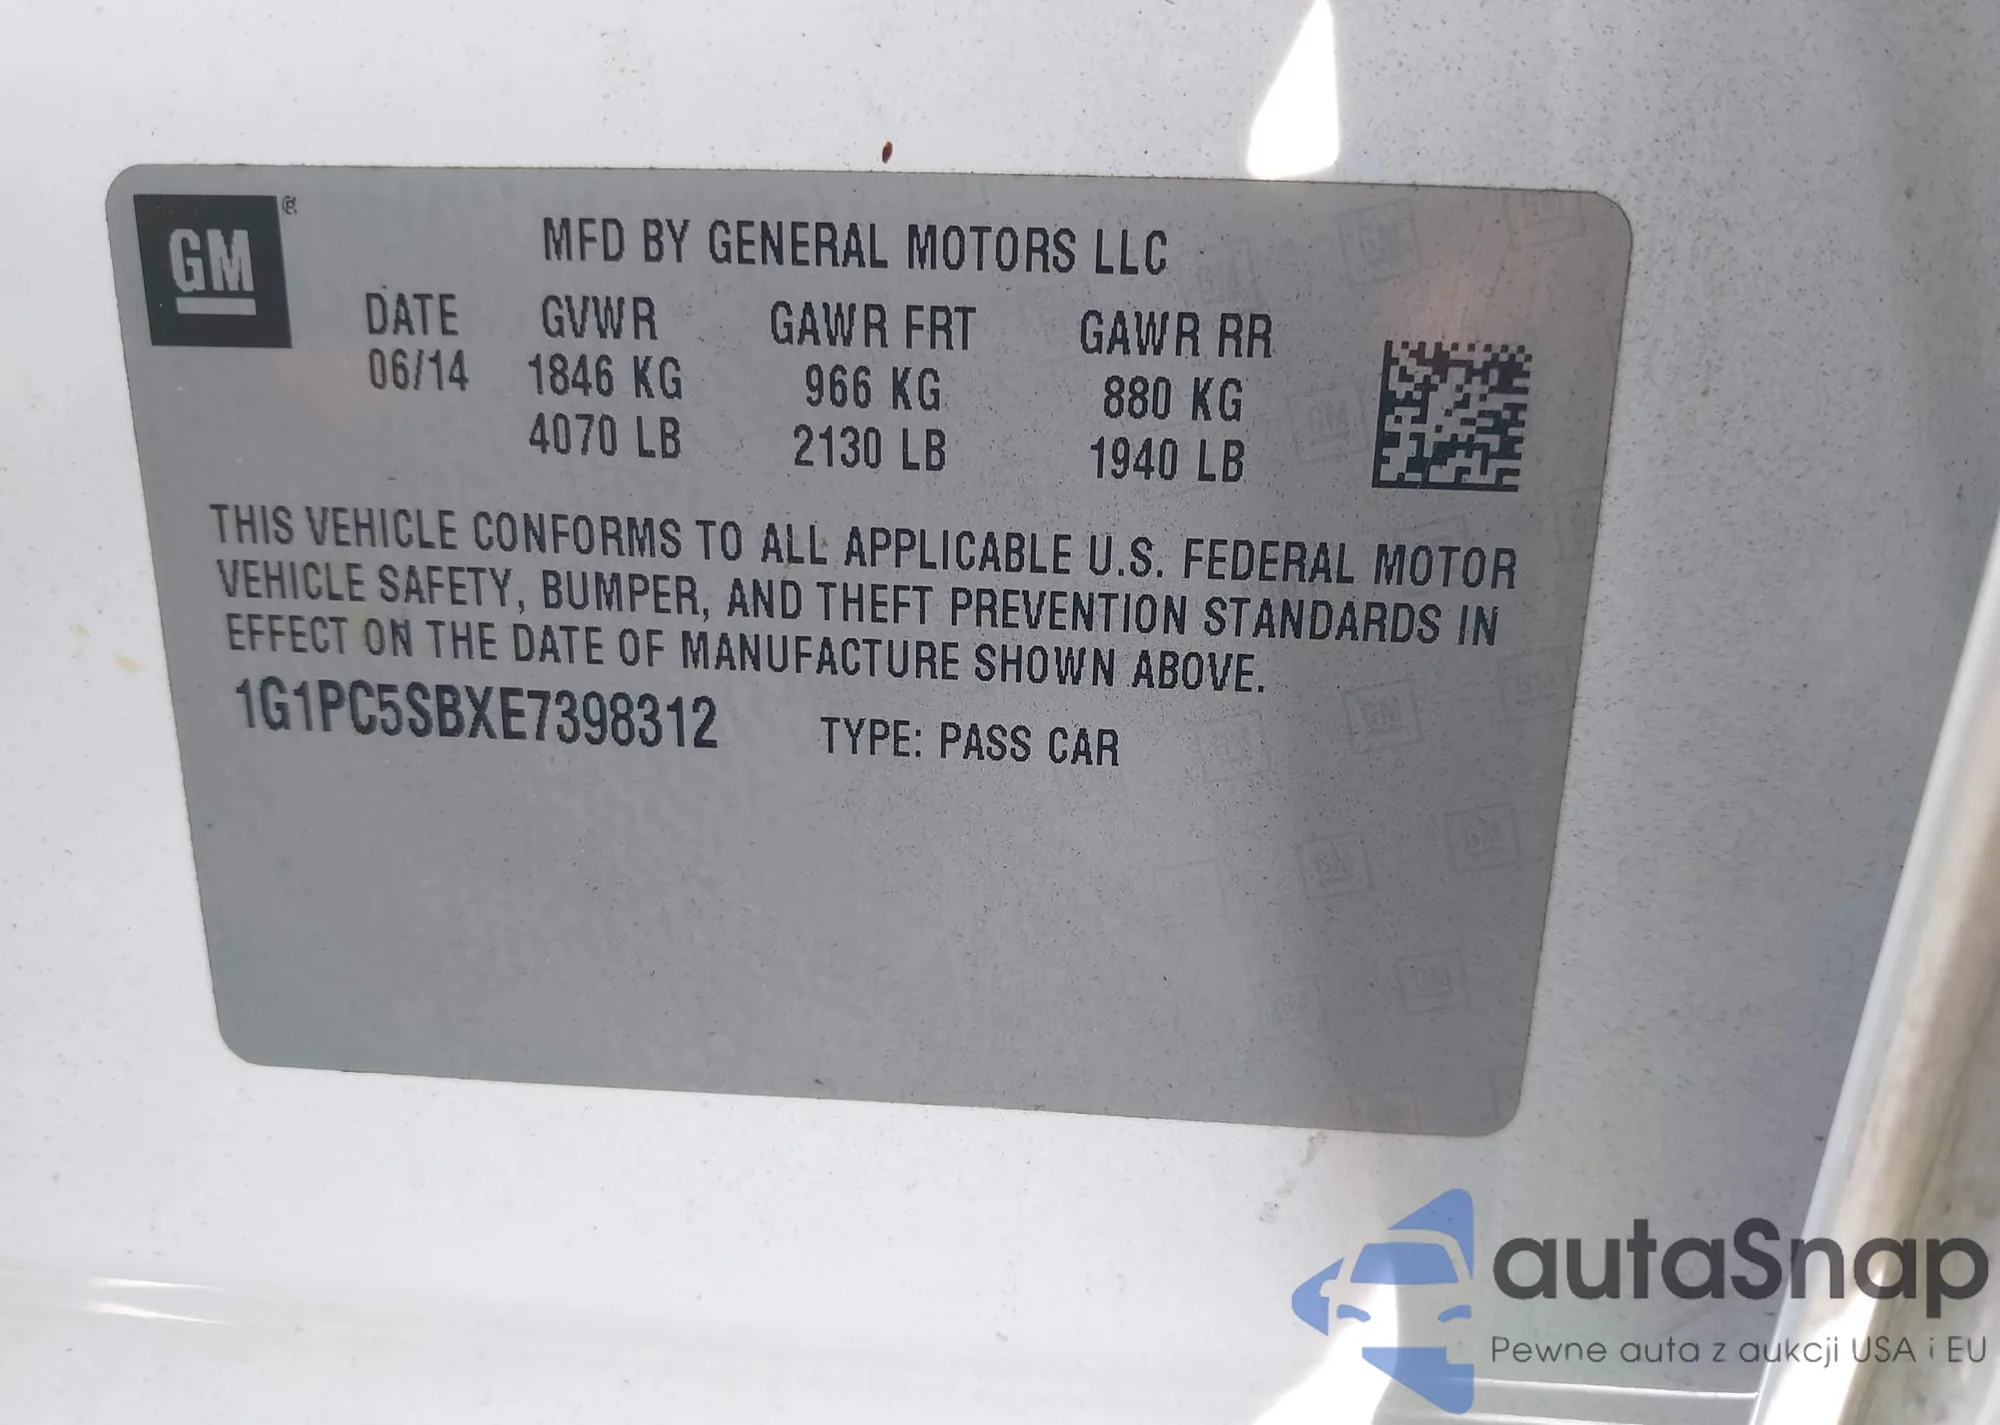 GM
MFD BY GENERAL MOTORS LLC
DATE GVWR GAWR FRT GAWR RR
06/14 1846 KG 966 KG 880 KG
4070 LB 2130 LB 1940 LB
THIS VEHICLE CONFORMS TO ALL APPLICABLE U.S. FEDERAL MOTOR
VEHICLE SAFETY, BUMPER, AND THEFT PREVENTION STANDARDS IN
EFFECT ON THE DATE OF MANUFACTURE SHOWN ABOVE.
1G1PC5SBXE7398312 TYPE: PASS CAR
autaSnap
Pewne auta z aukcji USA i EU